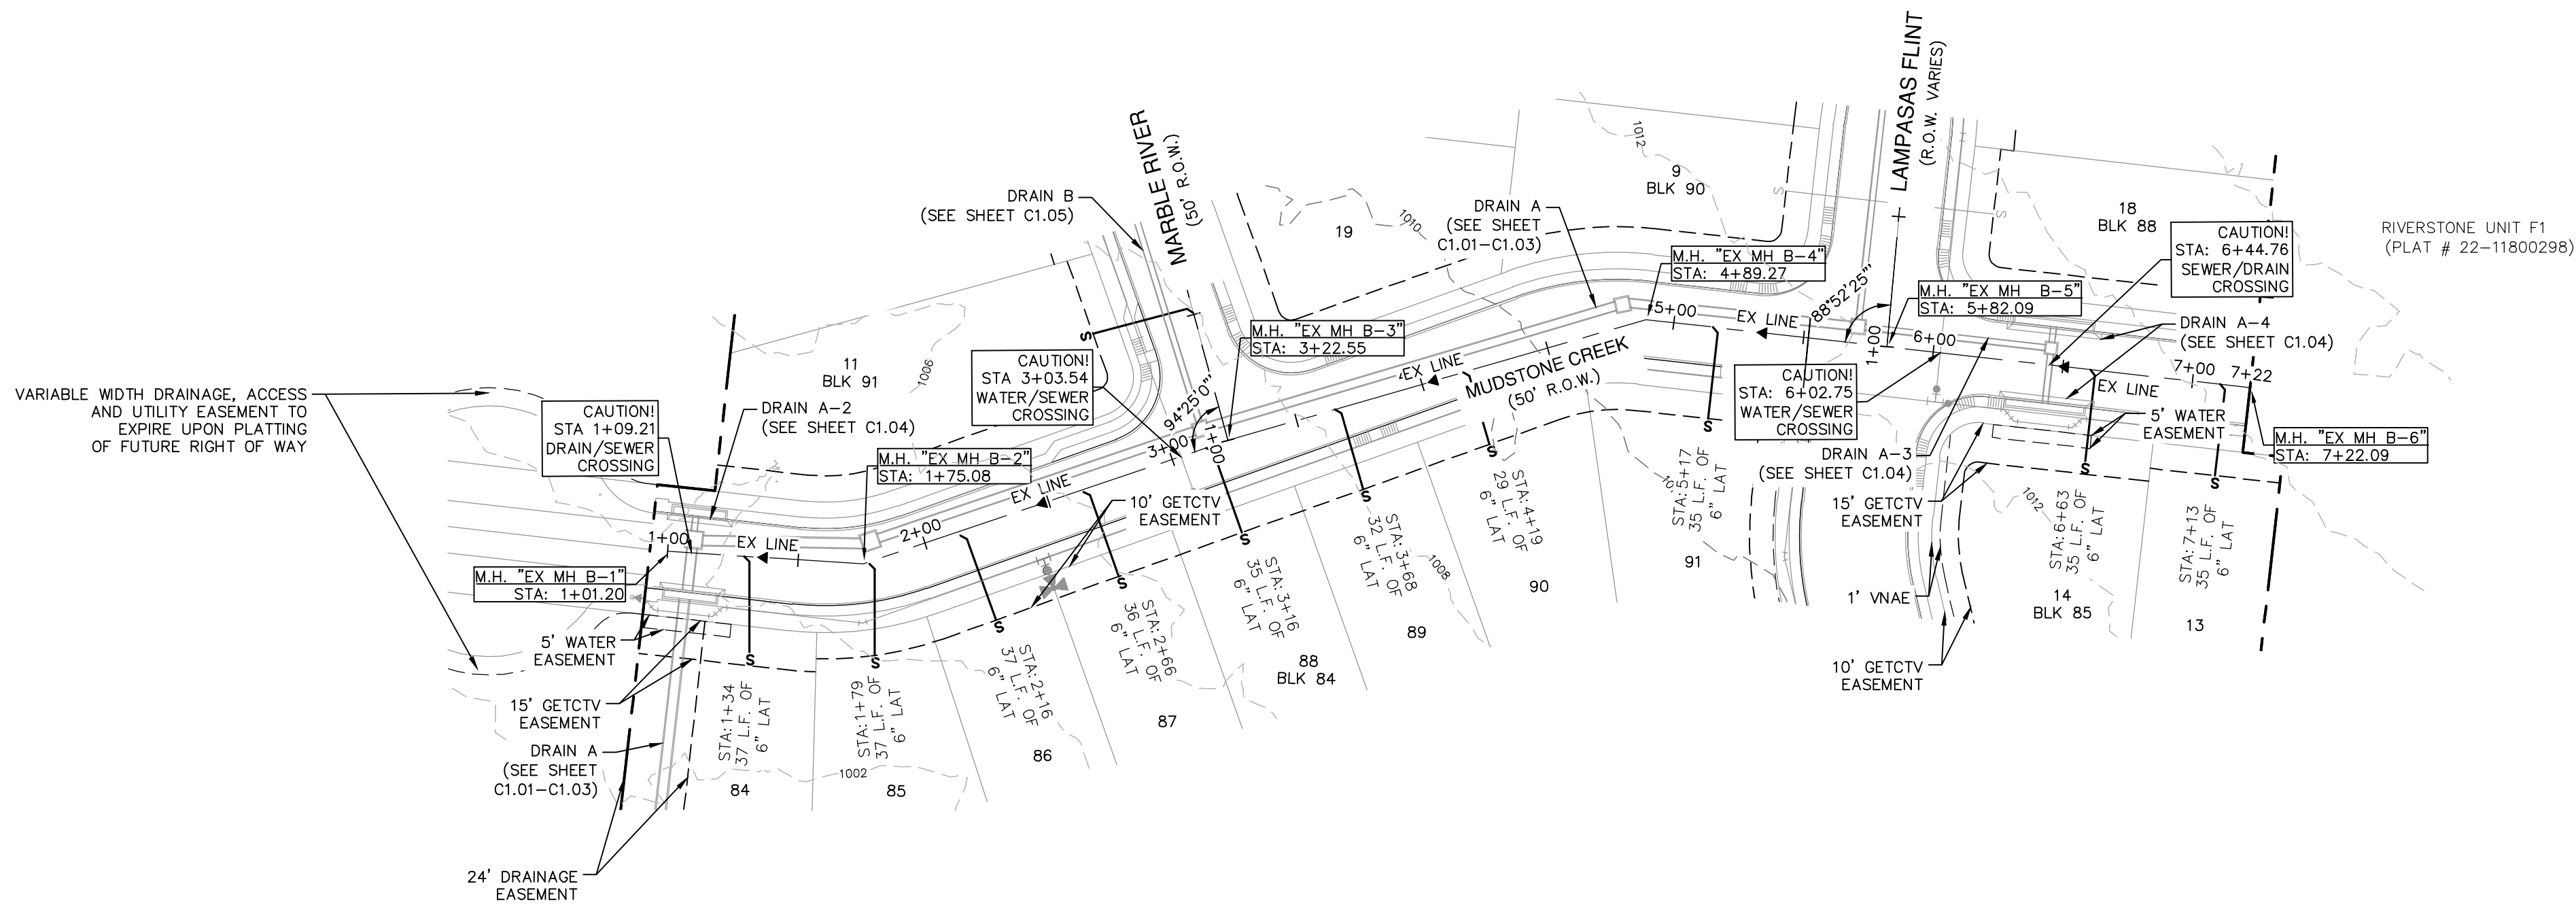 LAMPASAS FLINT
(R.O.W. VARIES)
MARBLE RIVER
(50' R.O.W.)
DRAIN B
(SEE SHEET C1.05)
DRAIN A
(SEE SHEET
C1.01-C1.03)
1012
9
BLK 90
1010
19
18
BLK 88
S
S
RIVERSTONE UNIT F1
(PLAT # 22-11800298)
CAUTION!
STA: 6+44.76
SEWER/DRAIN
CROSSING
M.H. "EX MH B-4"
STA: 4+89.27
M.H. "EX MH B-5"
STA: 5+82.09
DRAIN A-4
(SEE SHEET C1.04)
5+00
EX LINE
88°52'25"
1+00
6+00
7+00
7+22
EX LINE
VARIABLE WIDTH DRAINAGE, ACCESS
AND UTILITY EASEMENT TO
EXPIRE UPON PLATTING
OF FUTURE RIGHT OF WAY
11
BLK 91
1006
S
CAUTION!
STA 3+03.54
WATER/SEWER
CROSSING
M.H. "EX MH B-3"
STA: 3+22.55
EX LINE
MUDSTONE CREEK
(50' R.O.W.)
94°25'0"
1+00
3+00
CAUTION!
STA: 6+02.75
WATER/SEWER
CROSSING
5' WATER
EASEMENT
M.H. "EX MH B-6"
STA: 7+22.09
CAUTION!
STA 1+09.21
DRAIN/SEWER
CROSSING
DRAIN A-2
(SEE SHEET C1.04)
M.H. "EX MH B-2"
STA: 1+75.08
EX LINE
2+00
10' GETCTV
EASEMENT
DRAIN A-3
(SEE SHEET C1.04)
15' GETCTV
EASEMENT
1012
1+00
EX LINE
M.H. "EX MH B-1"
STA: 1+01.20
5' WATER
EASEMENT
15' GETCTV
EASEMENT
DRAIN A
(SEE SHEET
C1.01-C1.03)
24' DRAINAGE
EASEMENT
S
STA:1+34
37 L.F. OF
6" LAT
84
S
STA:1+79
37 L.F. OF
6" LAT
85
1002
S
STA:2+16
37 L.F. OF
6" LAT
86
S
STA:2+66
36 L.F. OF
6" LAT
87
S
STA:3+16
35 L.F. OF
6" LAT
88
BLK 84
S
STA:3+68
32 L.F. OF
6" LAT
89
1008
S
STA:4+19
29 L.F. OF
6" LAT
90
S
STA:5+17
35 L.F. OF
6" LAT
91
1' VNAE
10' GETCTV
EASEMENT
S
STA:6+63
35 L.F. OF
6" LAT
14
BLK 85
S
STA:7+13
35 L.F. OF
6" LAT
13